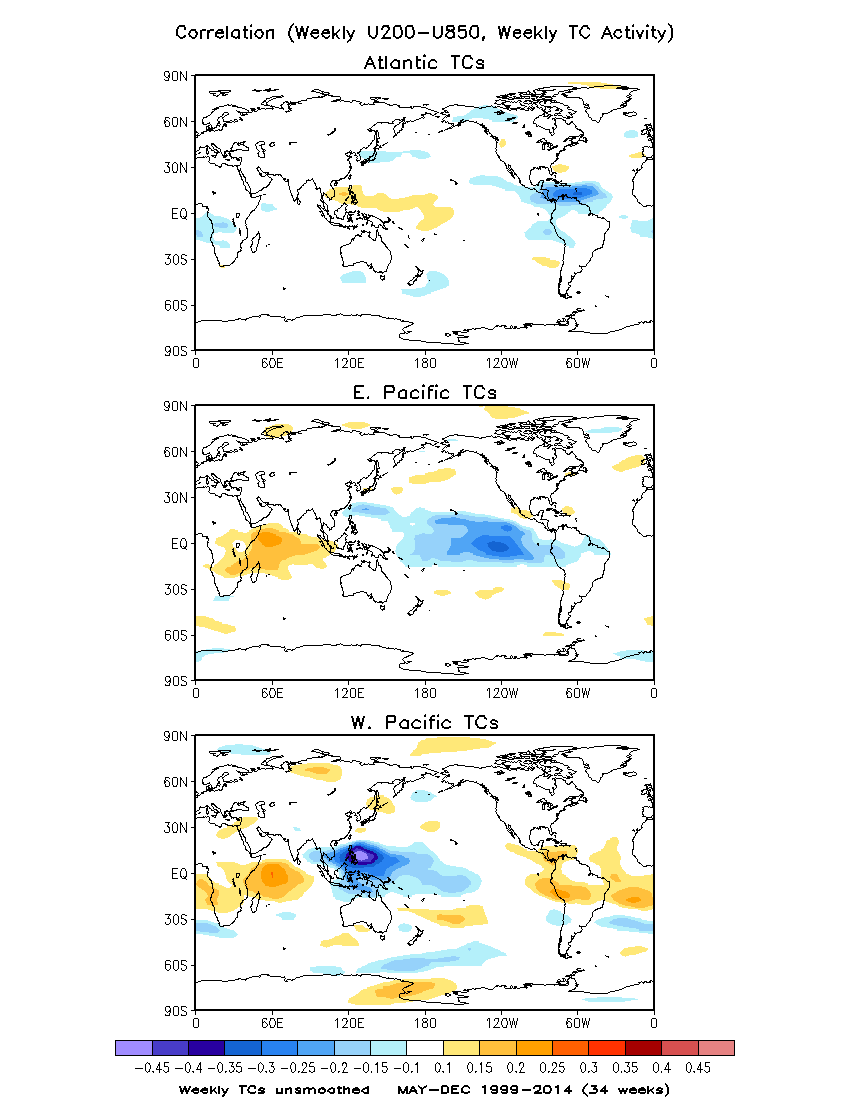 Correlation (Weekly U200-U850, Weekly TC Activity)
Atlantic TCs
90N
60N
30N
EQ
30S
60S
90S
0 60E 120E 180 120W 60W 0
E. Pacific TCs
90N
60N
30N
EQ
30S
60S
90S
0 60E 120E 180 120W 60W 0
W. Pacific TCs
90N
60N
30N
EQ
30S
60S
90S
0 60E 120E 180 120W 60W 0
-0.45 -0.4 -0.35 -0.3 -0.25 -0.2 -0.15 -0.1 0.1 0.15 0.2 0.25 0.3 0.35 0.4 0.45
Weekly TCs unsmoothed MAY-DEC 1999-2014 (34 weeks)